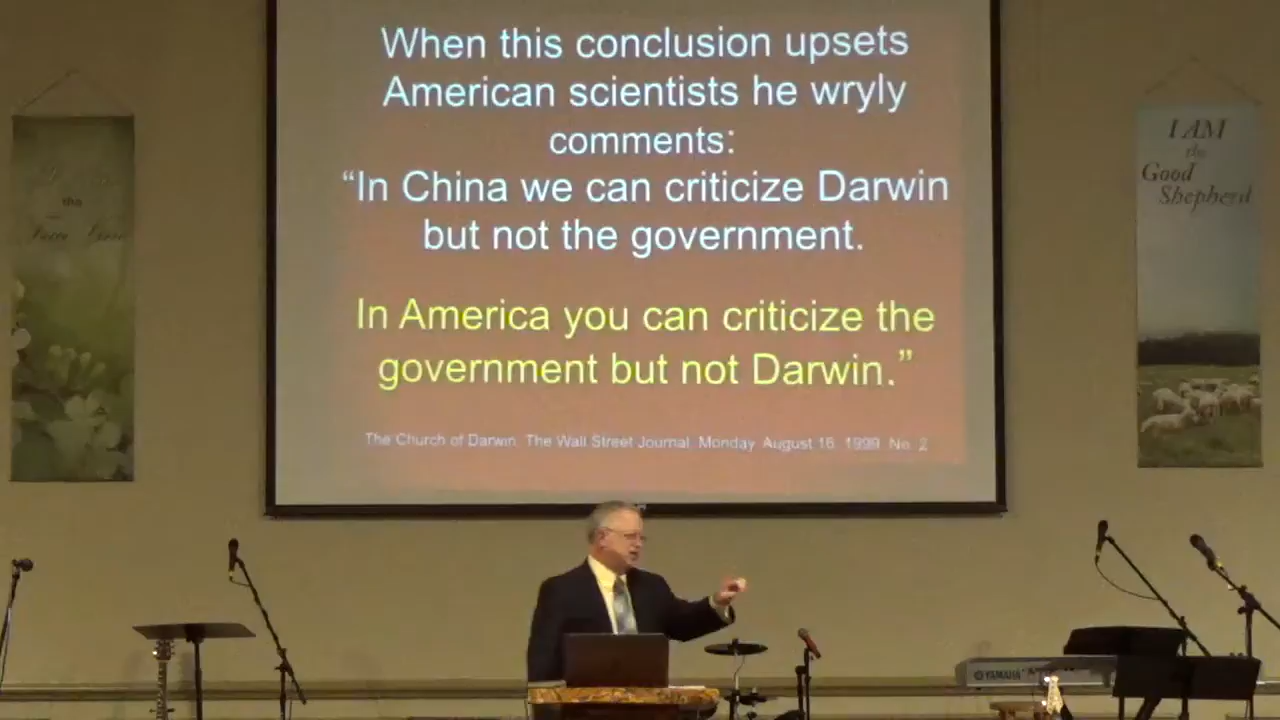 When this conclusion upsets
American scientists he wryly
comments:
“In China we can criticize Darwin
but not the government.
In America you can criticize the
government but not Darwin.”
The Church of Darwin, The Wall Street Journal, Monday August 16, 1999, No. 2
the
I AM
the
Good
Shepherd
YAMAHA